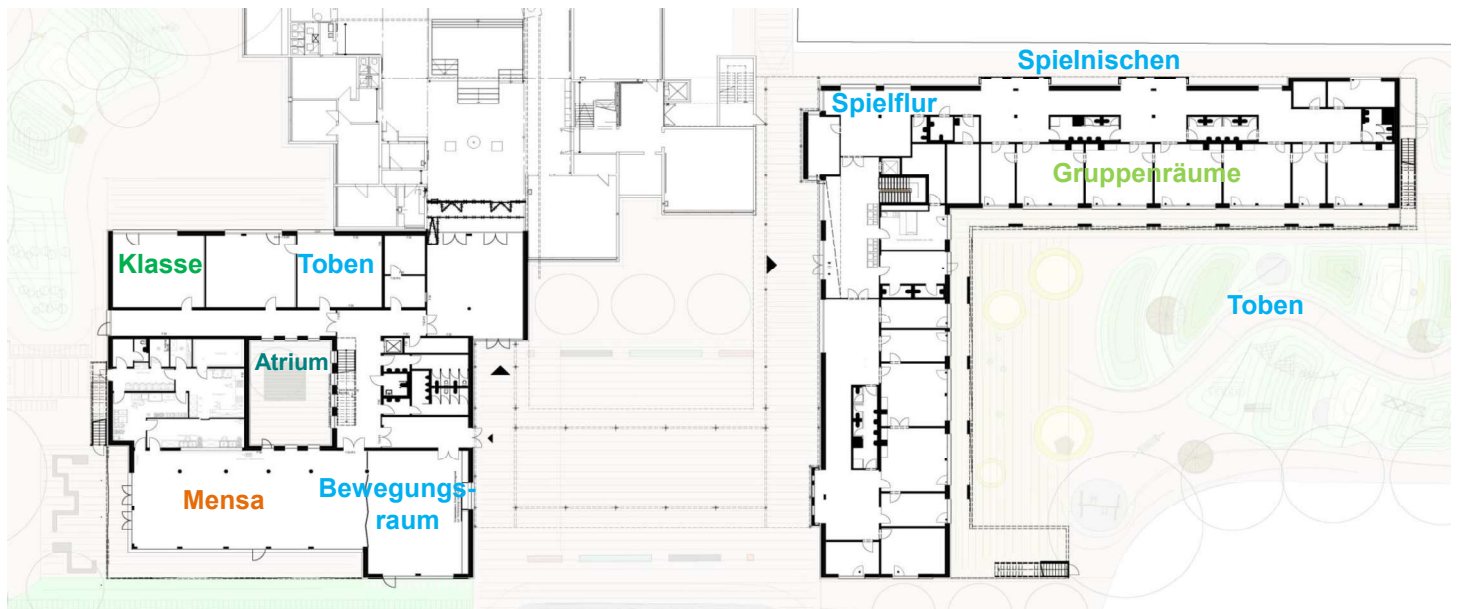 Spielnischen
Spielflur
Gruppenräume
Klasse
Toben
Toben
Atrium
Mensa
Bewegungs-
raum